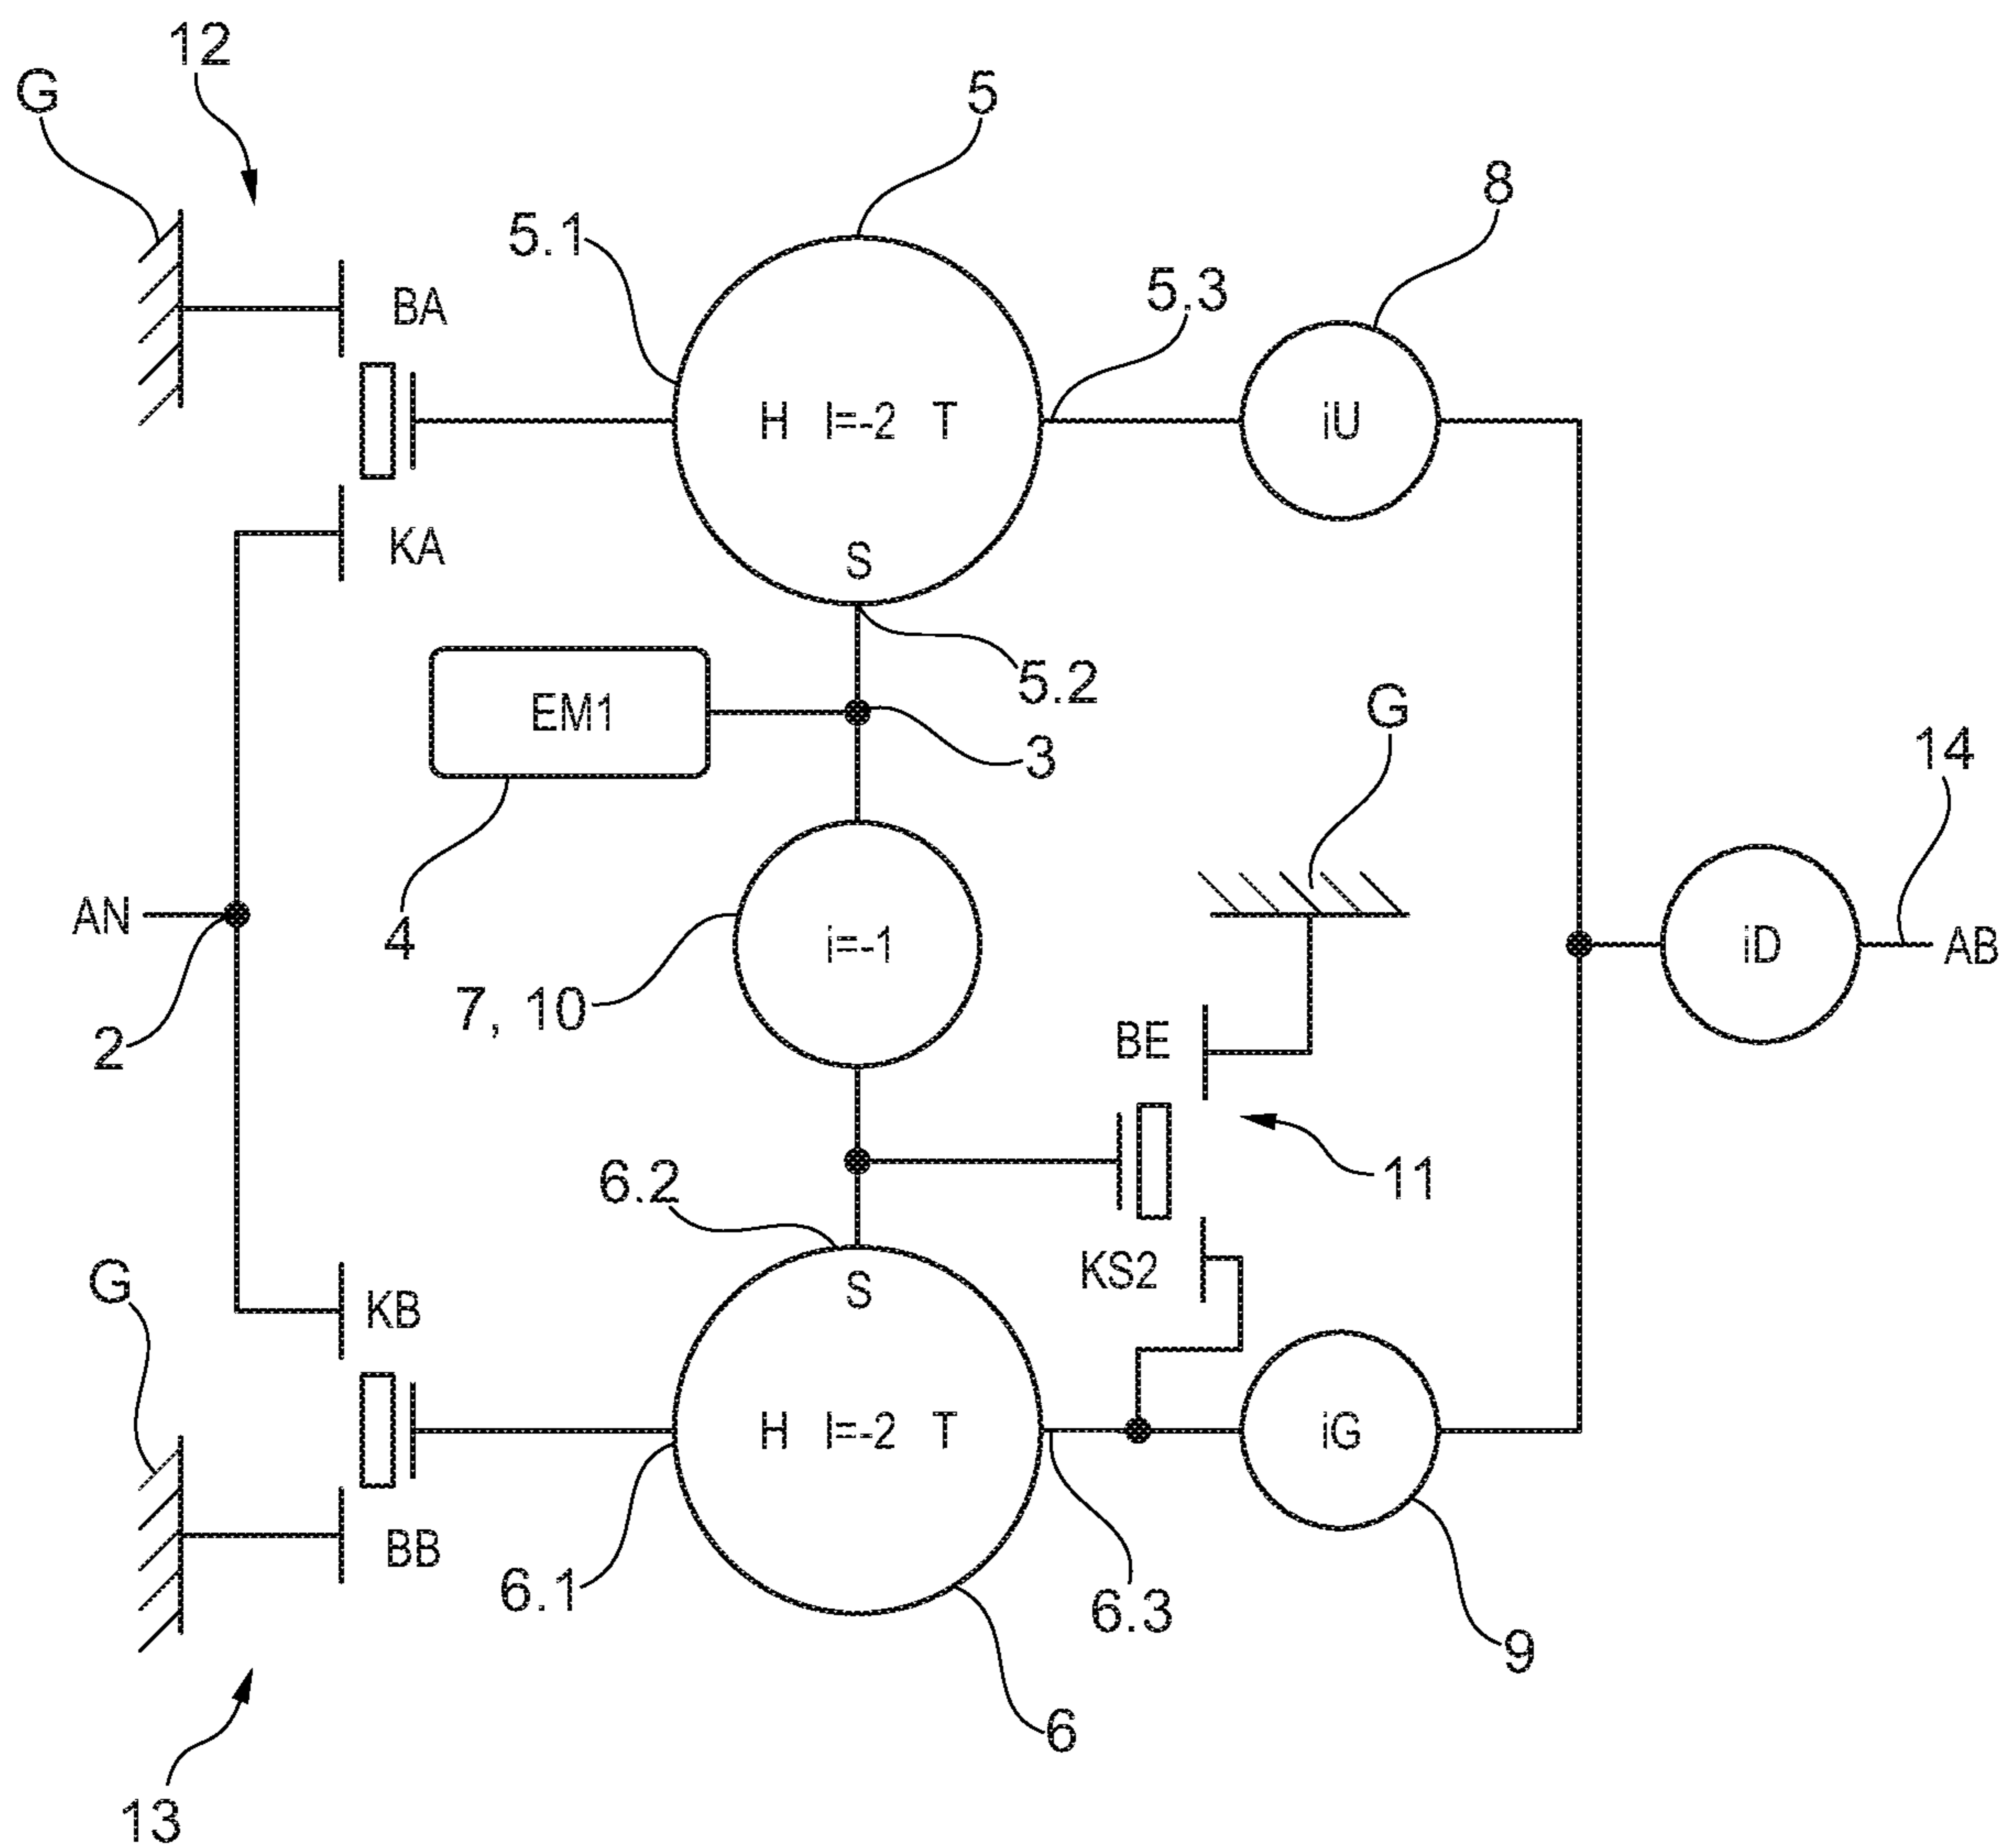 12
G
5
8
5.1
5.3
BA
H I=-2 T
iU
KA
S
5.2
EM1
G
3
14
AN
4
i=-1
iD
AB
7, 10
2
BE
6.2
11
G
KS2
S
KB
H I=-2 T
iG
BB
6.1
6.3
9
6
13